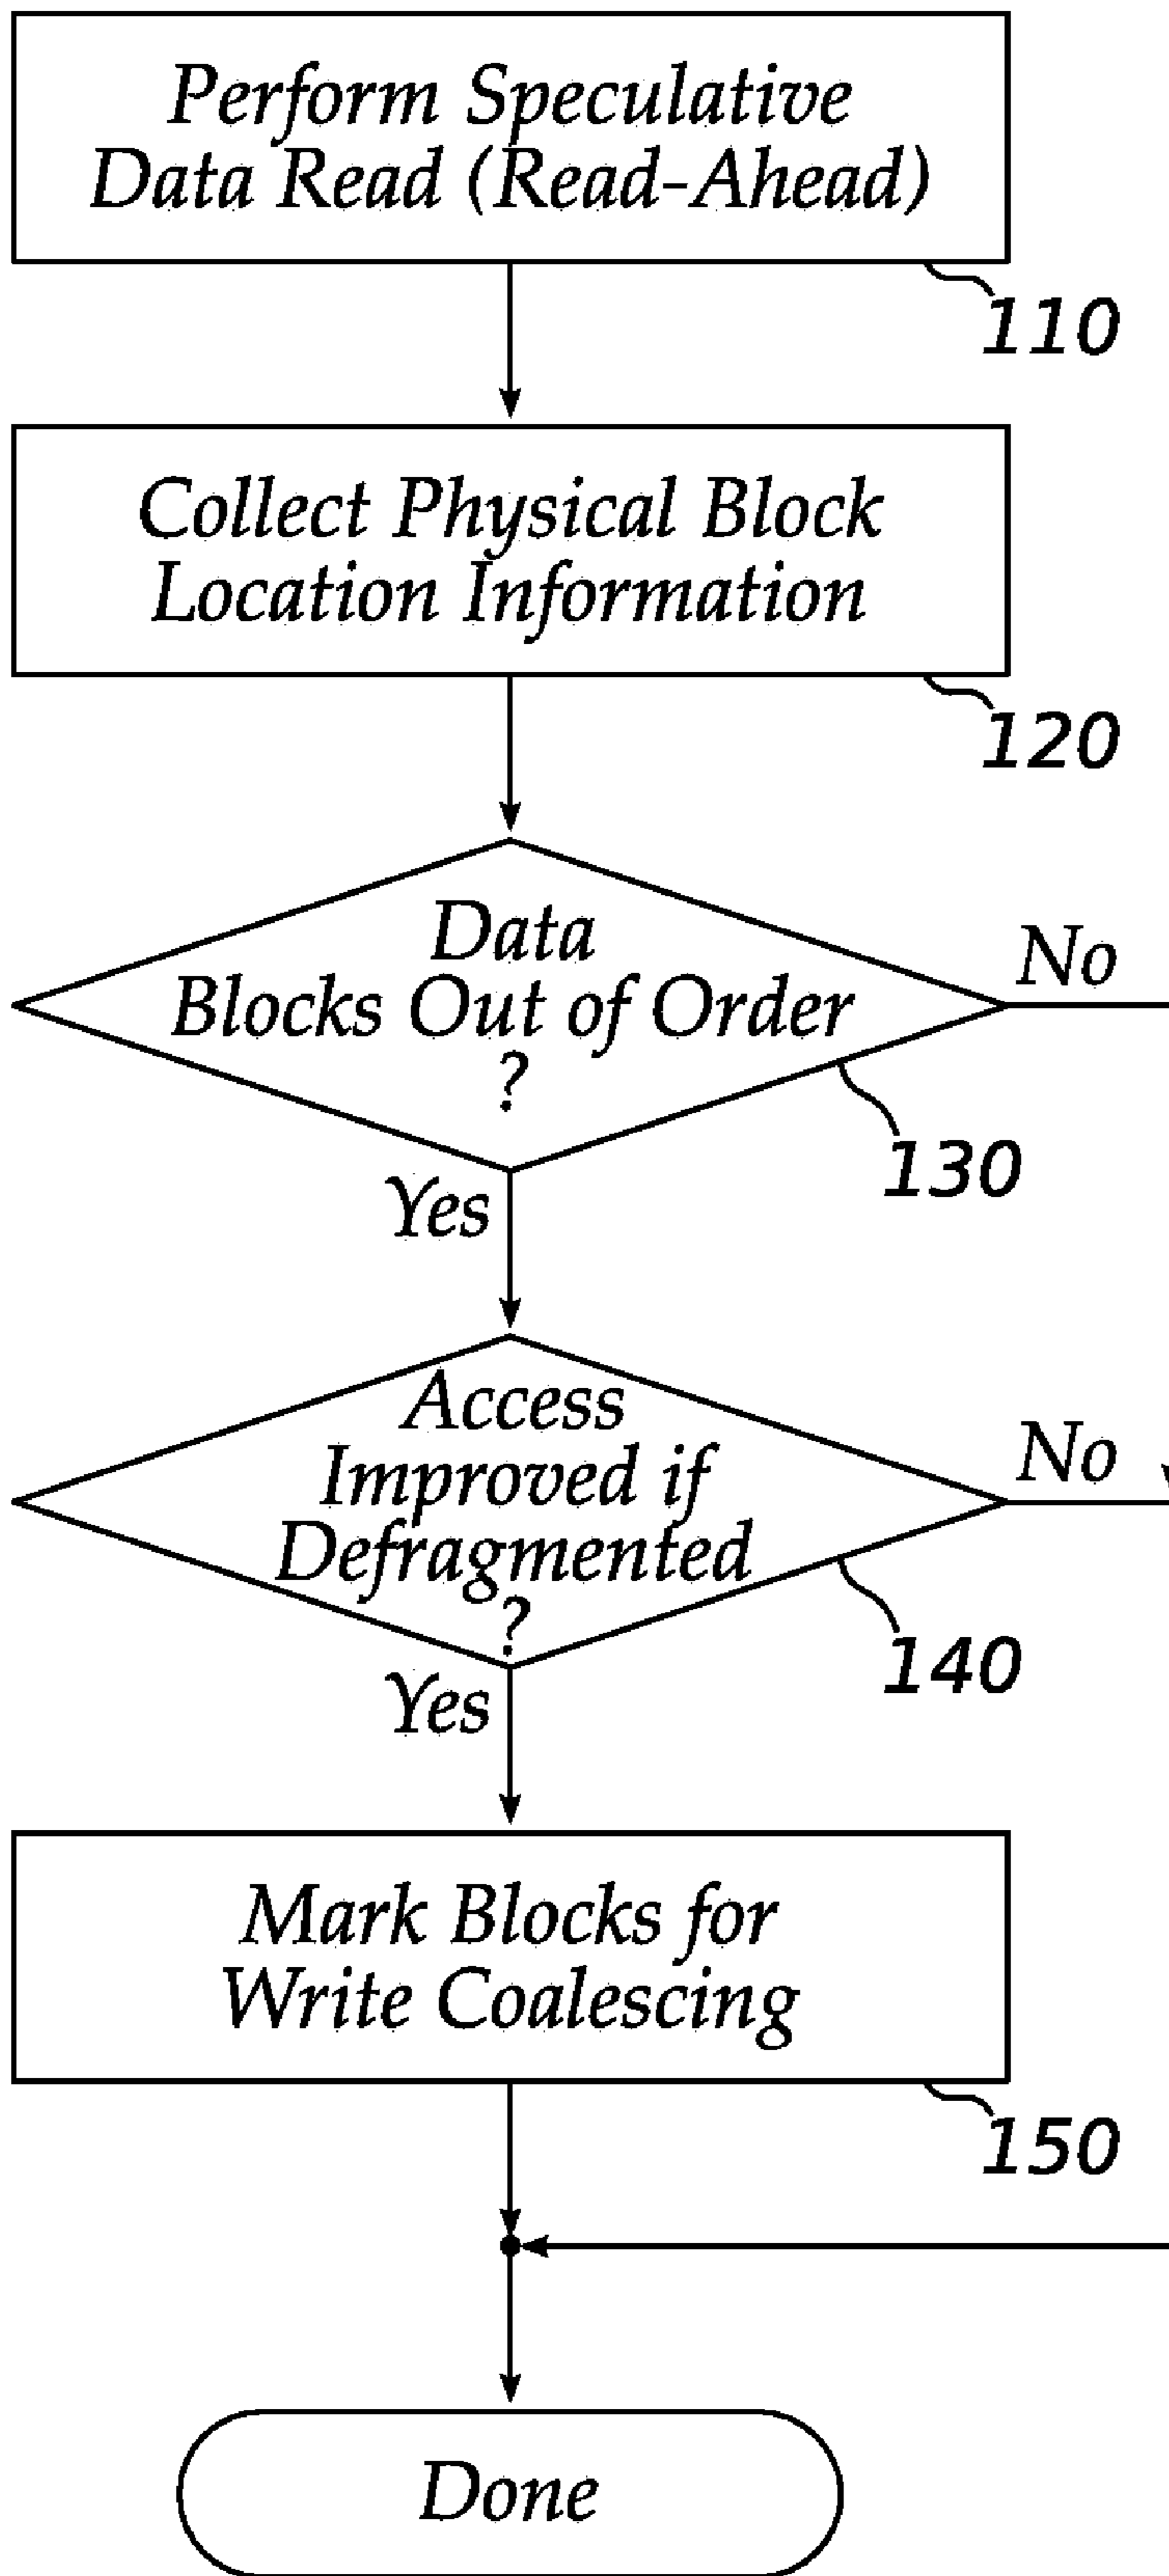 Perform Speculative
Data Read (Read-Ahead)
110
Collect Physical Block
Location Information
120
Data
Blocks Out of Order
?
No
130
Yes
Access
Improved if
Defragmented
?
No
140
Yes
Mark Blocks for
Write Coalescing
150
Done